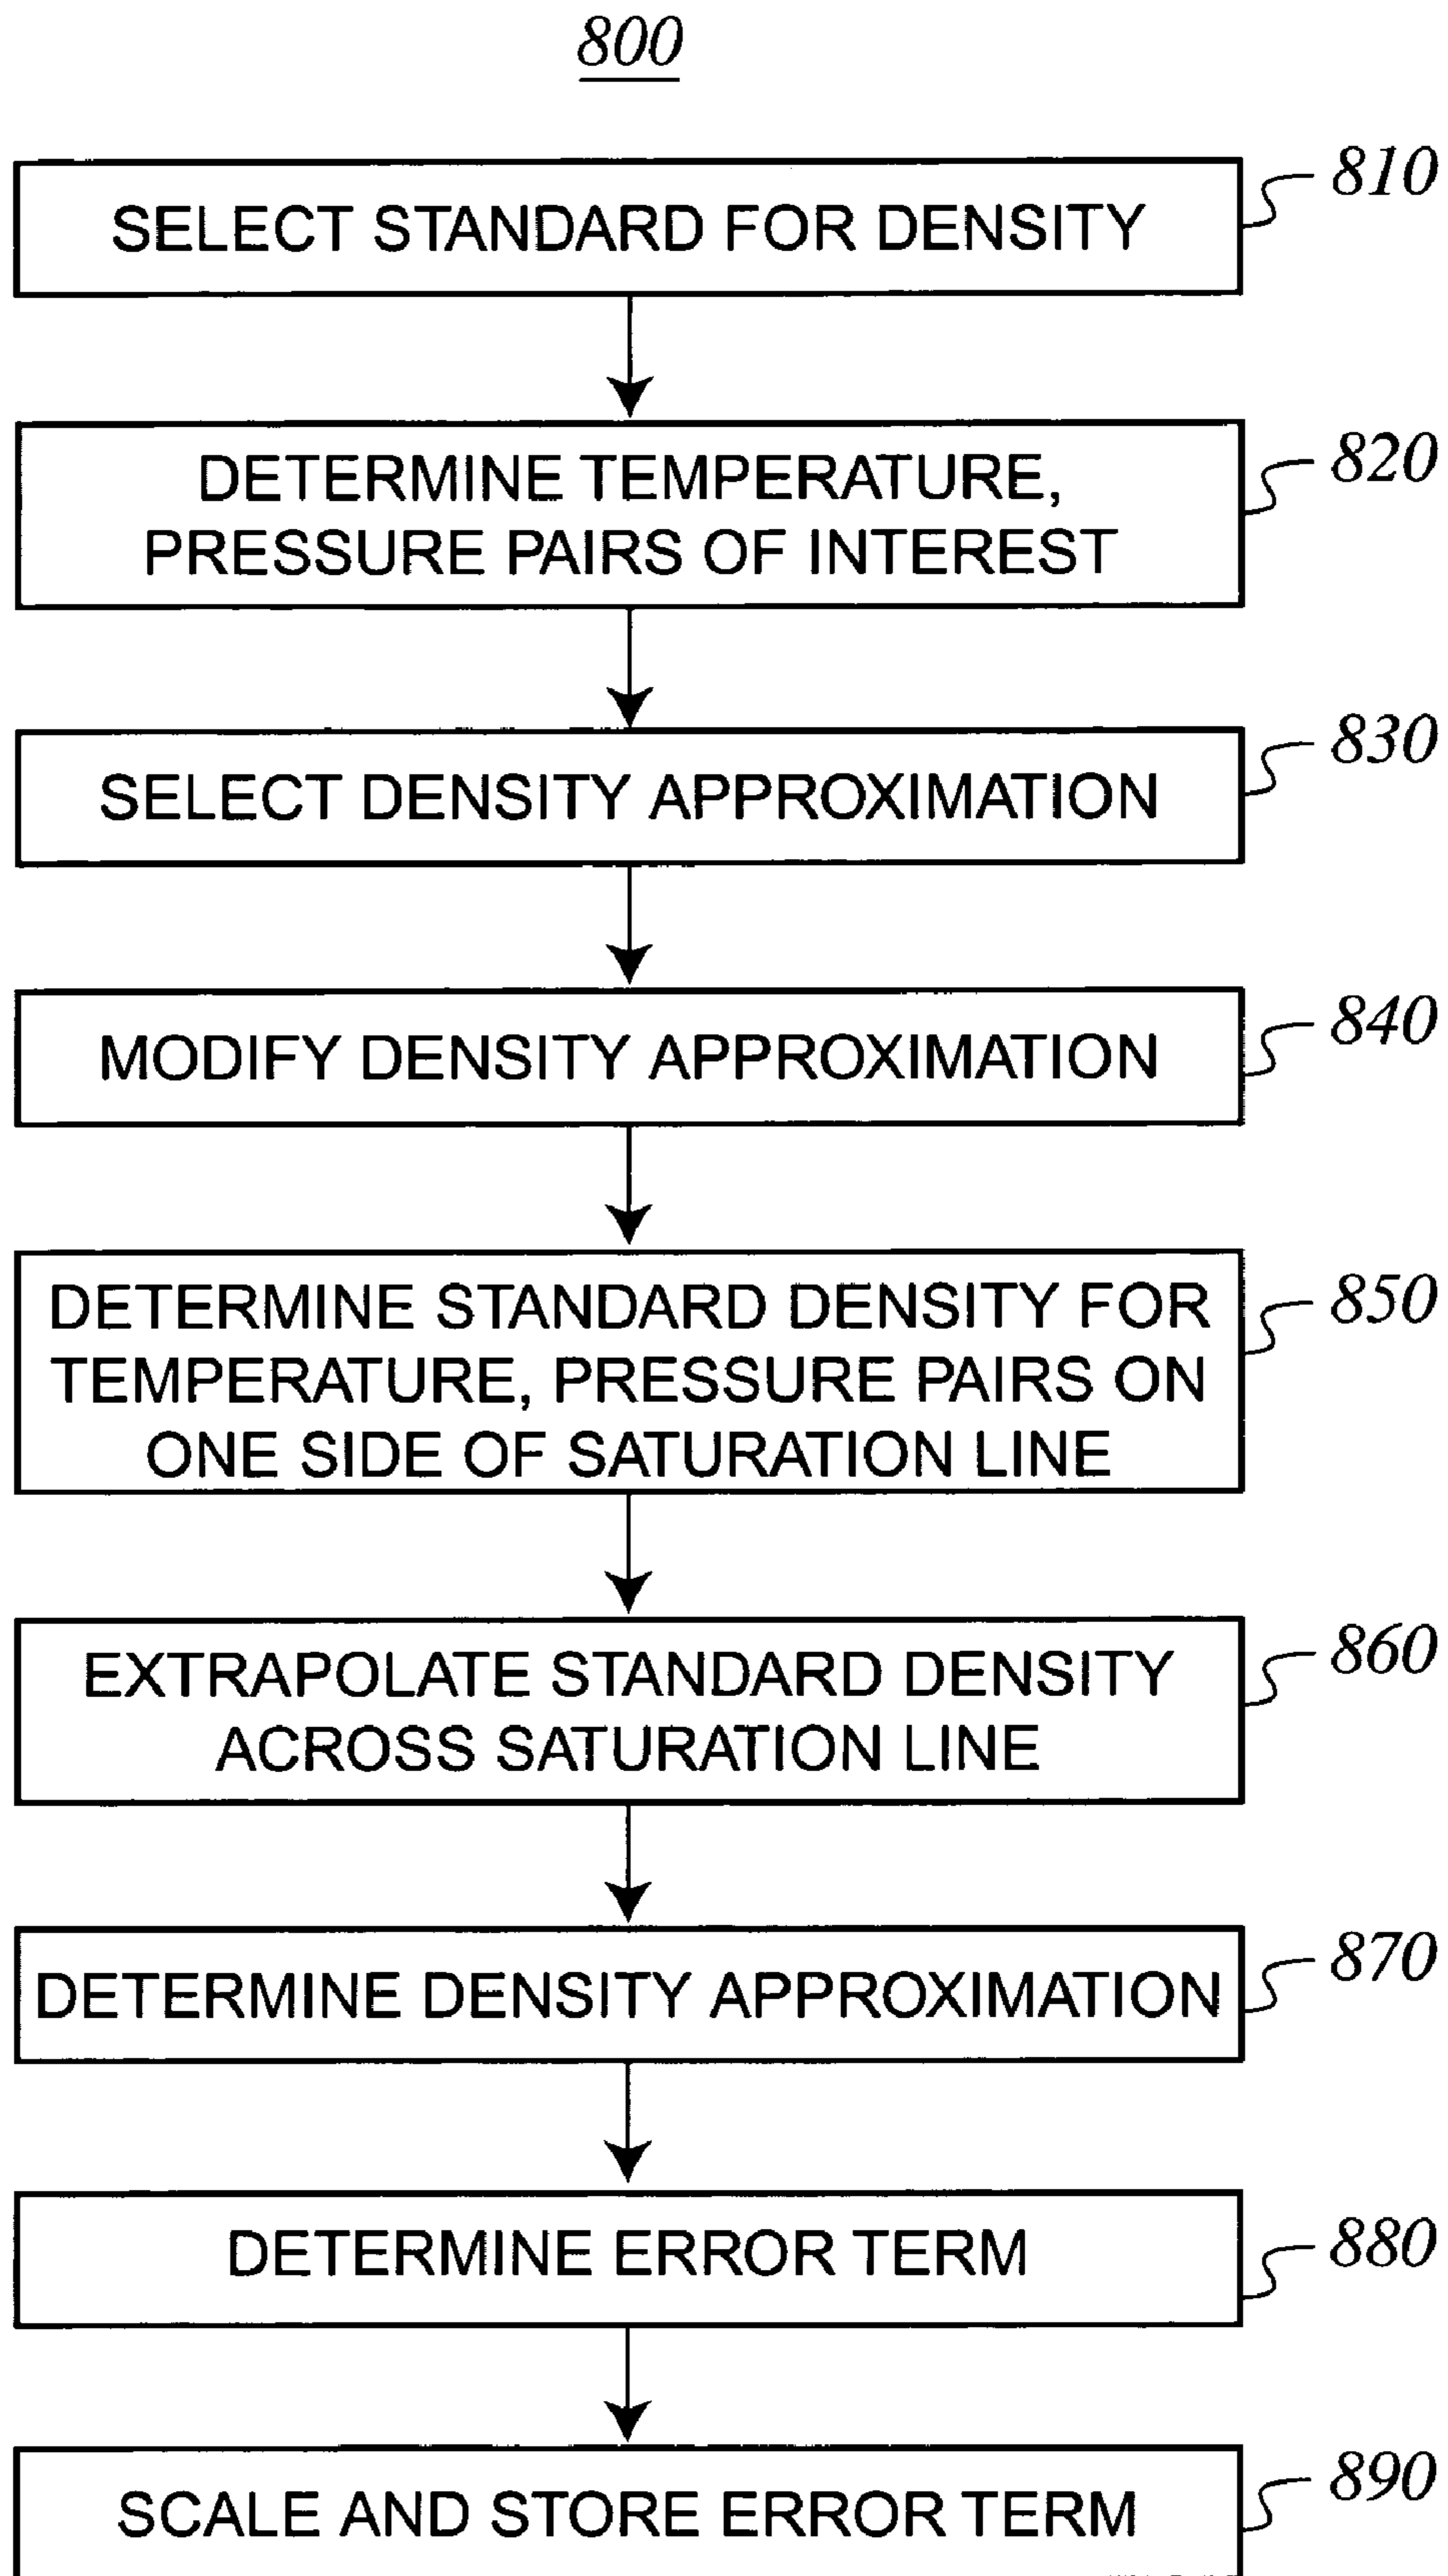 800
SELECT STANDARD FOR DENSITY
810
DETERMINE TEMPERATURE,
PRESSURE PAIRS OF INTEREST
820
SELECT DENSITY APPROXIMATION
830
MODIFY DENSITY APPROXIMATION
840
DETERMINE STANDARD DENSITY FOR
TEMPERATURE, PRESSURE PAIRS ON
ONE SIDE OF SATURATION LINE
850
EXTRAPOLATE STANDARD DENSITY
ACROSS SATURATION LINE
860
DETERMINE DENSITY APPROXIMATION
870
DETERMINE ERROR TERM
880
SCALE AND STORE ERROR TERM
890